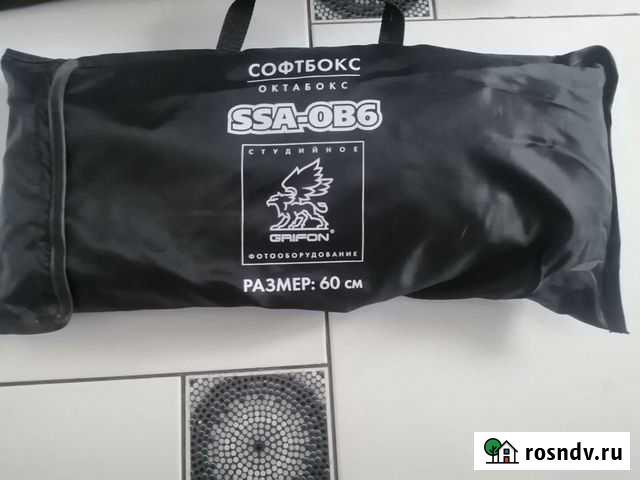 СОФТБОКС
ОКТАБОКС
SSA-OB6
СТУДИЙНОЕ
GRIFON®
ФОТООБОРУДОВАНИЕ
РАЗМЕР: 60 см
rosndv.ru